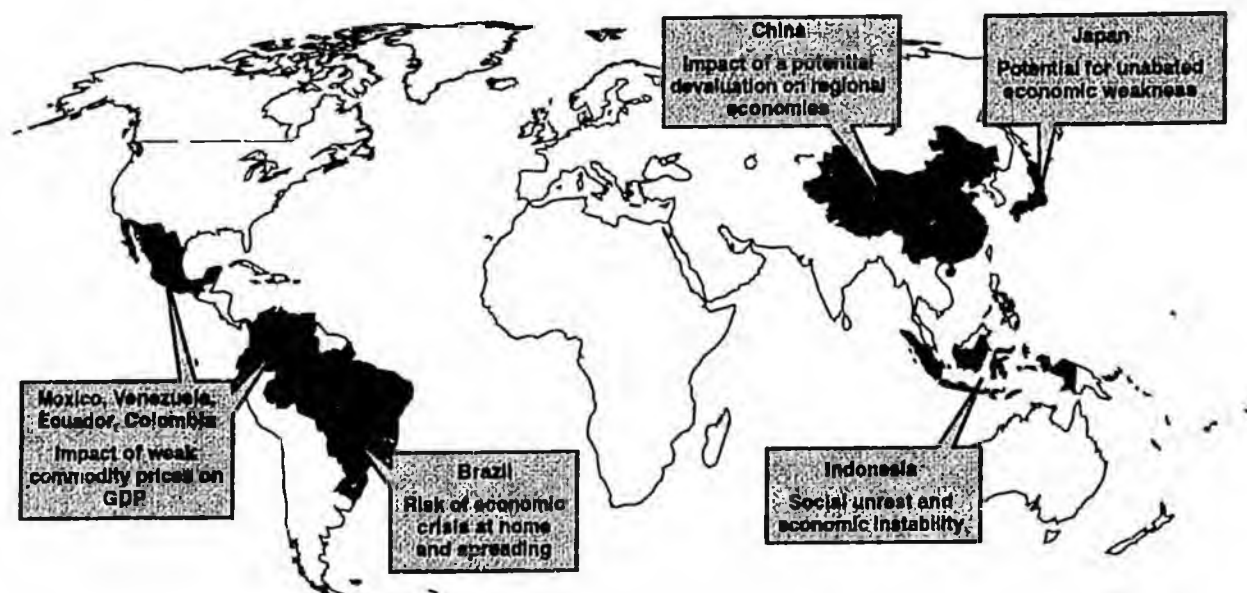 China
Impact of a potential
devaluation on regional
economies
Japan
Potential for unabated
economic weakness
Mexico, Venezuela,
Ecuador, Colombia
Impact of weak
commodity prices on
GDP
Brazil
Risk of economic
crisis at home
and spreading
Indonesia
Social unrest and
economic instability